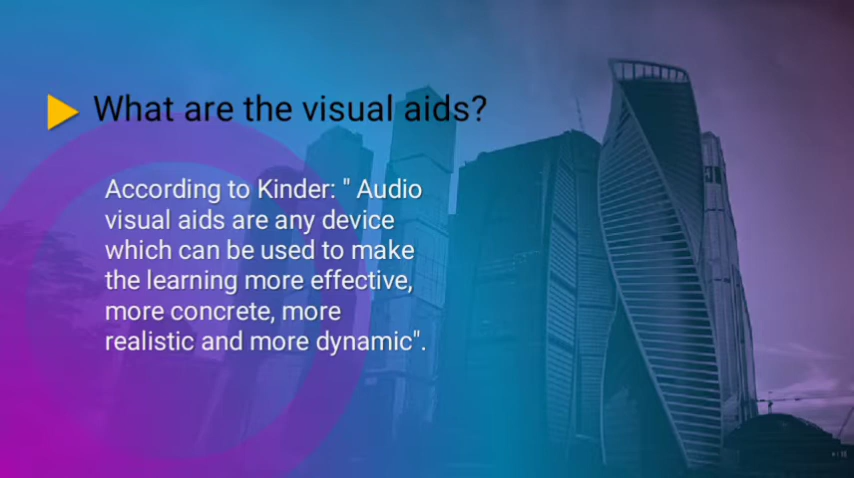 What are the visual aids?
According to Kinder: " Audio
visual aids are any device
which can be used to make
the learning more effective,
more concrete, more
realistic and more dynamic".